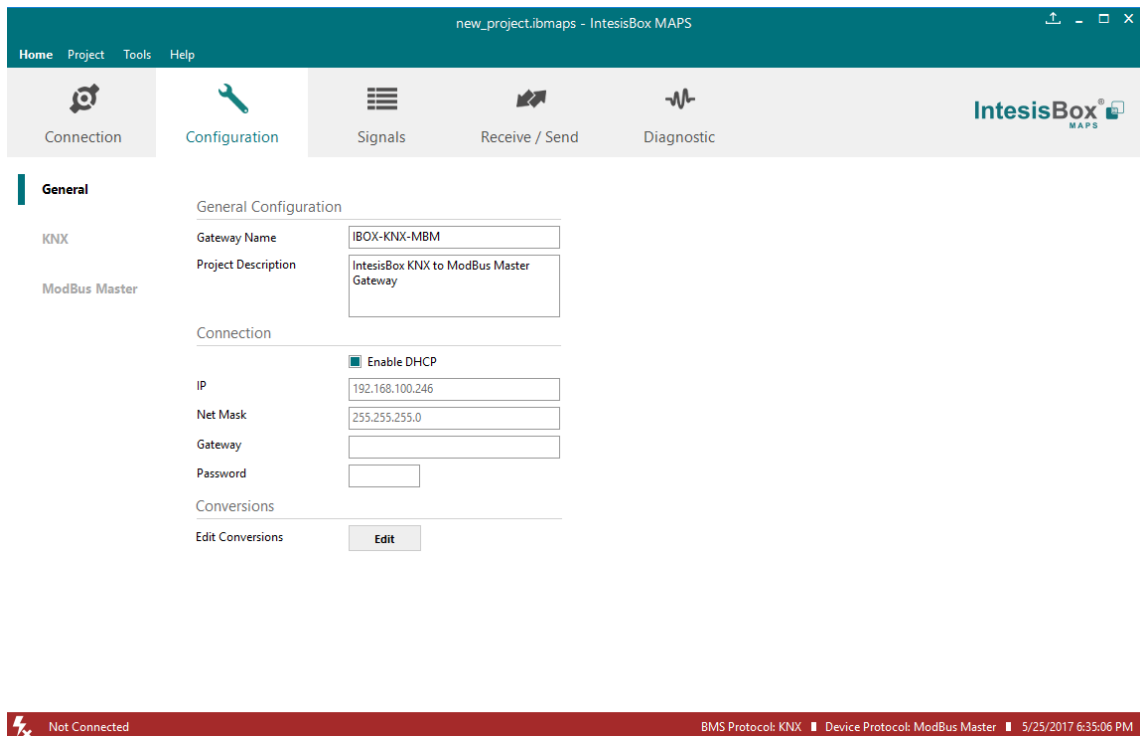 new_project.ibmaps - IntesisBox MAPS
Home Project Tools Help
Connection Configuration Signals Receive / Send Diagnostic
IntesisBox® MAPS
General
KNX
ModBus Master
General Configuration
Gateway Name IBOX-KNX-MBM
Project Description IntesisBox KNX to ModBus Master
Gateway
Connection
Enable DHCP
IP 192.168.100.246
Net Mask 255.255.255.0
Gateway
Password
Conversions
Edit Conversions Edit
Not Connected BMS Protocol: KNX Device Protocol: ModBus Master 5/25/2017 6:35:06 PM